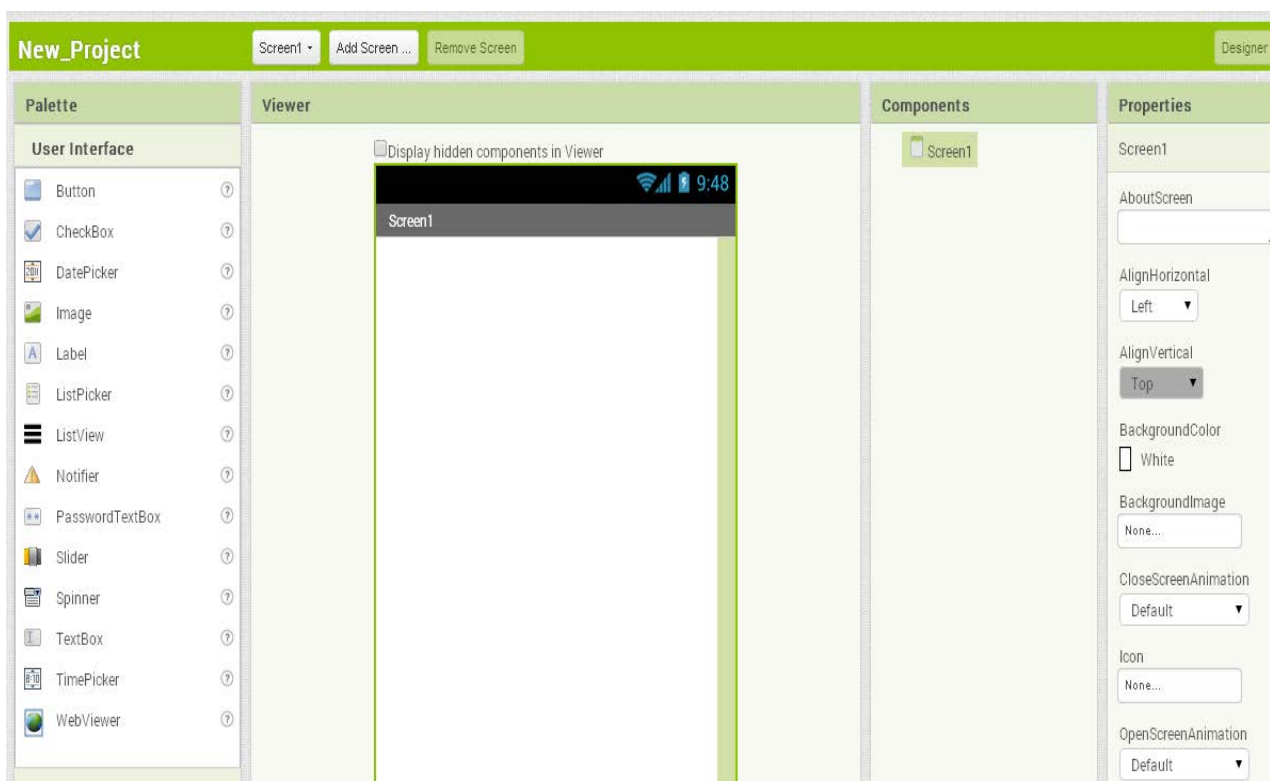 New_Project
Screen1
Add Screen ...
Remove Screen
Designer
Palette
Viewer
Components
Properties
User Interface
Button
CheckBox
DatePicker
Image
Label
ListPicker
ListView
Notifier
PasswordTextBox
Slider
Spinner
TextBox
TimePicker
WebViewer
Display hidden components in Viewer
9:48
Screen1
Screen1
Screen1
AboutScreen
AlignHorizontal
Left
AlignVertical
Top
BackgroundColor
White
BackgroundImage
None...
CloseScreenAnimation
Default
Icon
None...
OpenScreenAnimation
Default